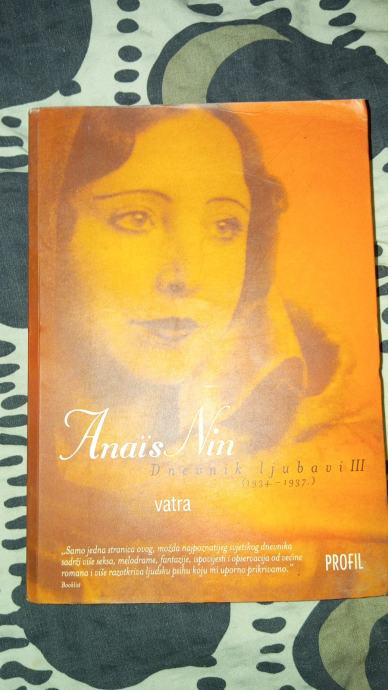 Anaïs Nin
Dnevnik ljubavi III
(1934.–1937.)
vatra
„Samo jedna stranica ovog, možda najpoznatijeg svjetskog dnevnika
sadrži više seksa, melodrame, fantazije, ispovijesti i opservacija od većine
romana i više razotkriva ljudsku psihu koju mi uporno prikrivamo.”
Booklist
PROFIL